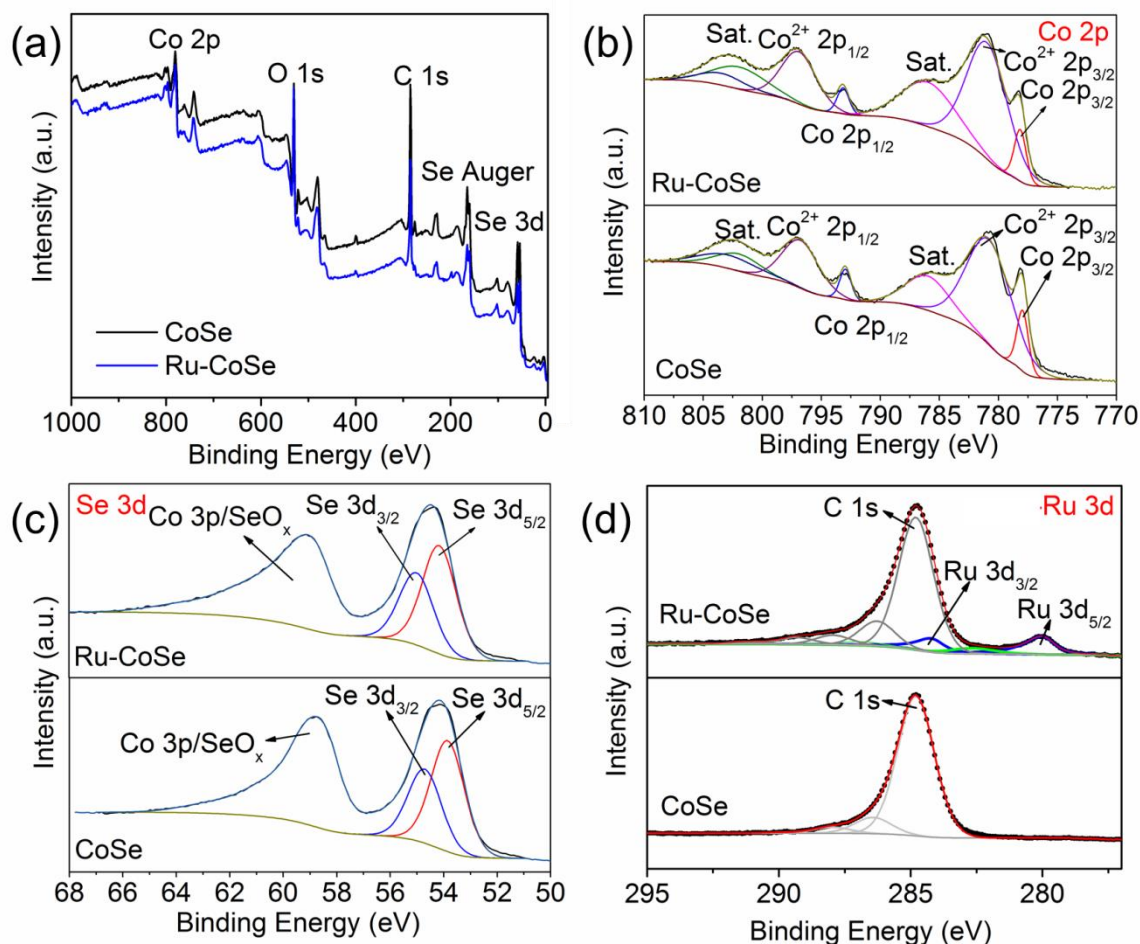 (a)
Co 2p
O 1s
C 1s
Se Auger
Se 3d
CoSe
Ru-CoSe
Intensity (a.u.)
1000 800 600 400 200 0
Binding Energy (eV)
(b)
Co 2p
Sat. Co²⁺ 2p₁/₂
Sat.
Co²⁺ 2p₃/₂
Co 2p₃/₂
Co 2p₁/₂
Ru-CoSe
Sat. Co²⁺ 2p₁/₂
Sat.
Co²⁺ 2p₃/₂
Co 2p₃/₂
Co 2p₁/₂
CoSe
Intensity (a.u.)
810 805 800 795 790 785 780 775 770
Binding Energy (eV)
(c)
Se 3d
Co 3p/SeOₓ
Se 3d₃/₂
Se 3d₅/₂
Ru-CoSe
Se 3d₃/₂
Se 3d₅/₂
Co 3p/SeOₓ
CoSe
Intensity (a.u.)
68 66 64 62 60 58 56 54 52 50
Binding Energy (eV)
(d)
Ru 3d
C 1s
Ru 3d₃/₂
Ru 3d₅/₂
Ru-CoSe
C 1s
CoSe
Intensity (a.u.)
295 290 285 280
Binding Energy (eV)